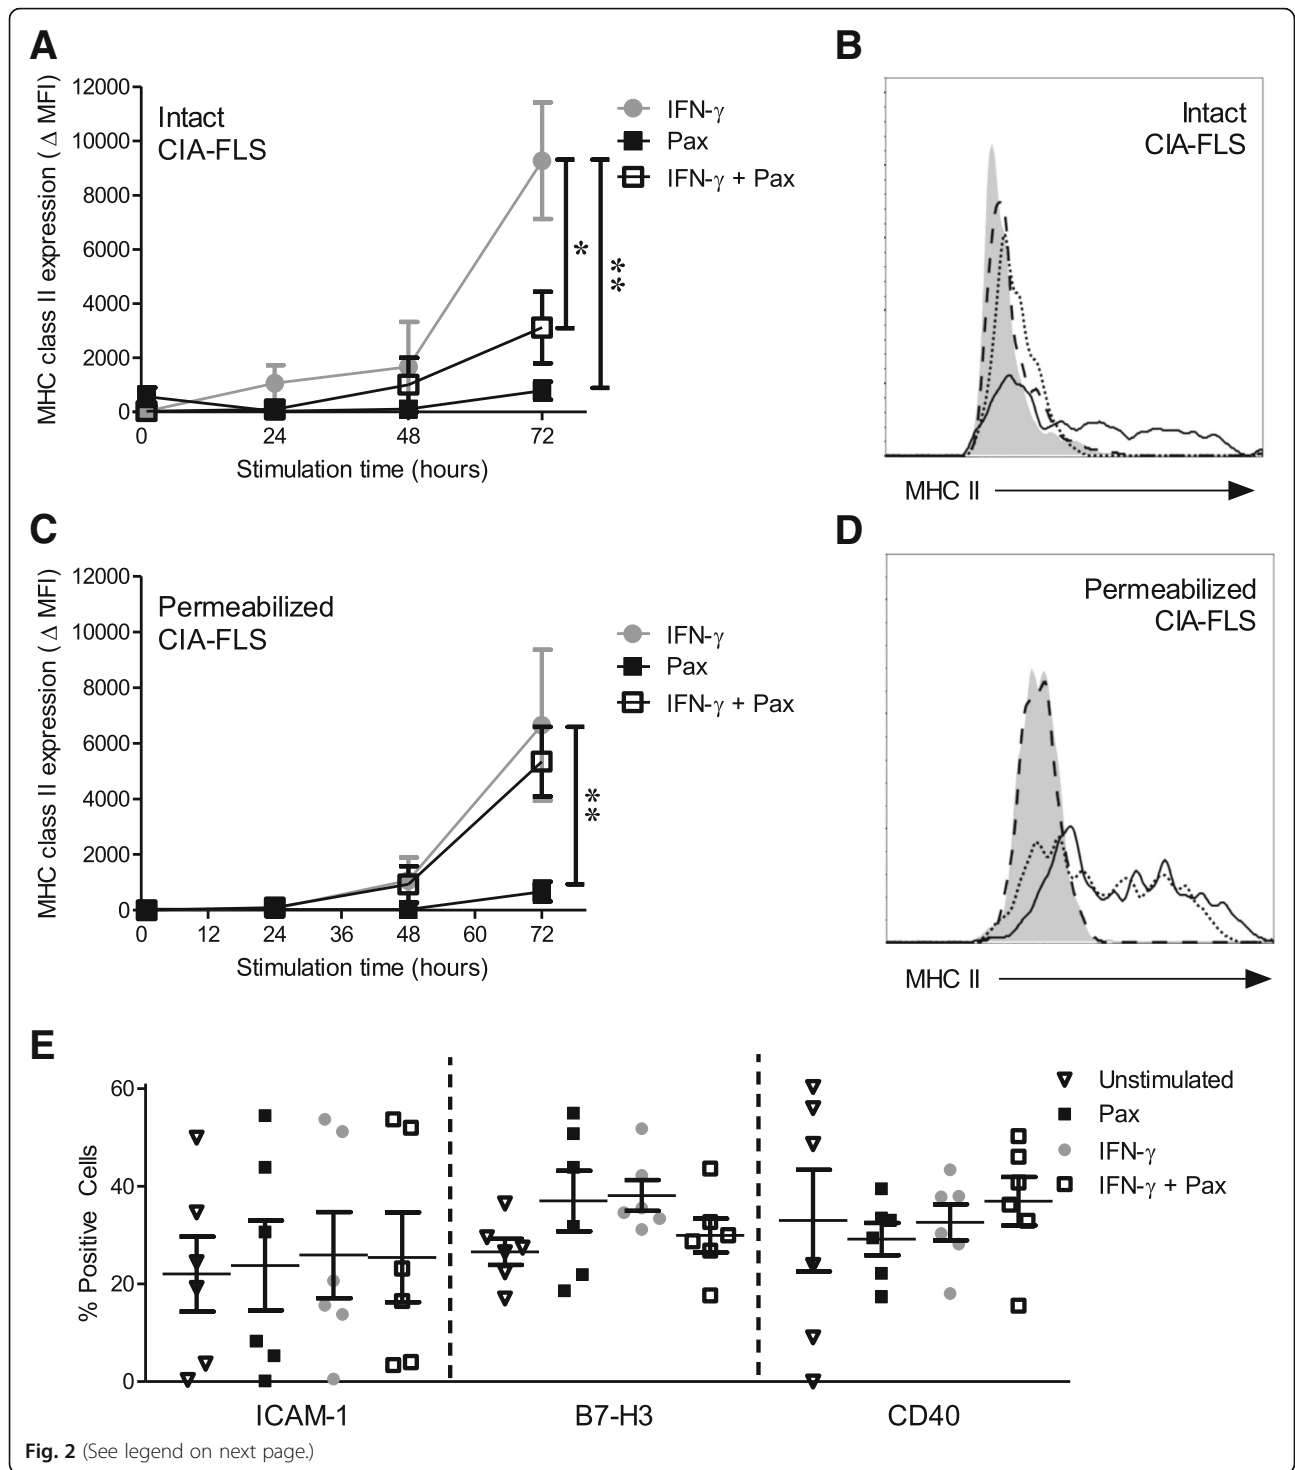 A
MHC class II expression ( Δ MFI)
12000
10000
8000
6000
4000
2000
0
Intact
CIA-FLS
IFN-γ
Pax
IFN-γ + Pax
*
**
0 24 48 72
Stimulation time (hours)
B
Intact
CIA-FLS
MHC II
C
MHC class II expression ( Δ MFI)
12000
10000
8000
6000
4000
2000
0
Permeabilized
CIA-FLS
IFN-γ
Pax
IFN-γ + Pax
**
0 12 24 36 48 60 72
Stimulation time (hours)
D
Permeabilized
CIA-FLS
MHC II
E
% Positive Cells
60
40
20
0
Unstimulated
Pax
IFN-γ
IFN-γ + Pax
ICAM-1 B7-H3 CD40
Fig. 2 (See legend on next page.)